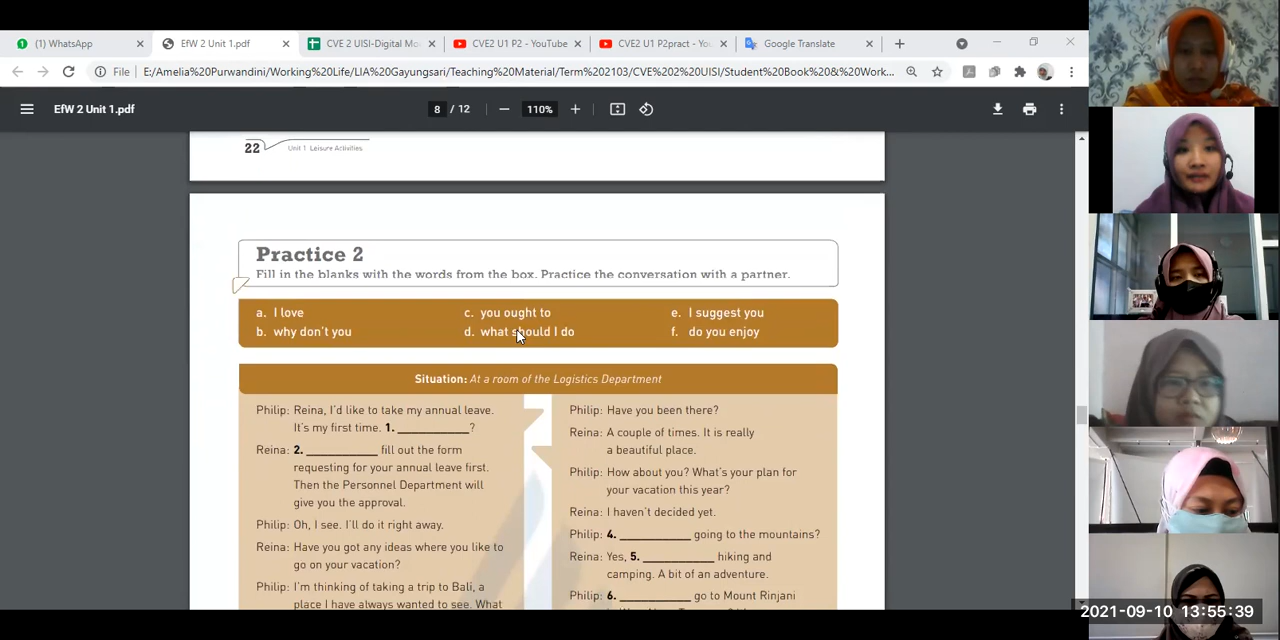 (1) WhatsApp
EfW 2 Unit 1.pdf
CVE 2 UISI-Digital Mo
CVE2 U1 P2 - YouTube
CVE2 U1 P2pract - Yo
Google Translate
File
E:/Amelia%20Purwandini/Working%20Life/LIA%20Gayungsari/Teaching%20Material/Term%202103/CVE%202%20UISI/Student%20Book%20&%20Work...
EfW 2 Unit 1.pdf
8 / 12
110%
22 Unit 1 Leisure Activities
Practice 2
Fill in the blanks with the words from the box. Practice the conversation with a partner.
a. I love
c. you ought to
e. I suggest you
b. why don't you
d. what should I do
f. do you enjoy
Situation: At a room of the Logistics Department
Philip: Reina, I'd like to take my annual leave.
It's my first time. 1. ___________?
Reina: 2. ___________ fill out the form
requesting for your annual leave first.
Then the Personnel Department will
give you the approval.
Philip: Oh, I see. I'll do it right away.
Reina: Have you got any ideas where you like to
go on your vacation?
Philip: I'm thinking of taking a trip to Bali, a
place I have always wanted to see. What
Philip: Have you been there?
Reina: A couple of times. It is really
a beautiful place.
Philip: How about you? What's your plan for
your vacation this year?
Reina: I haven't decided yet.
Philip: 4. ___________ going to the mountains?
Reina: Yes, 5. ___________ hiking and
camping. A bit of an adventure.
Philip: 6. ___________ go to Mount Rinjani
2021-09-10 13:55:39